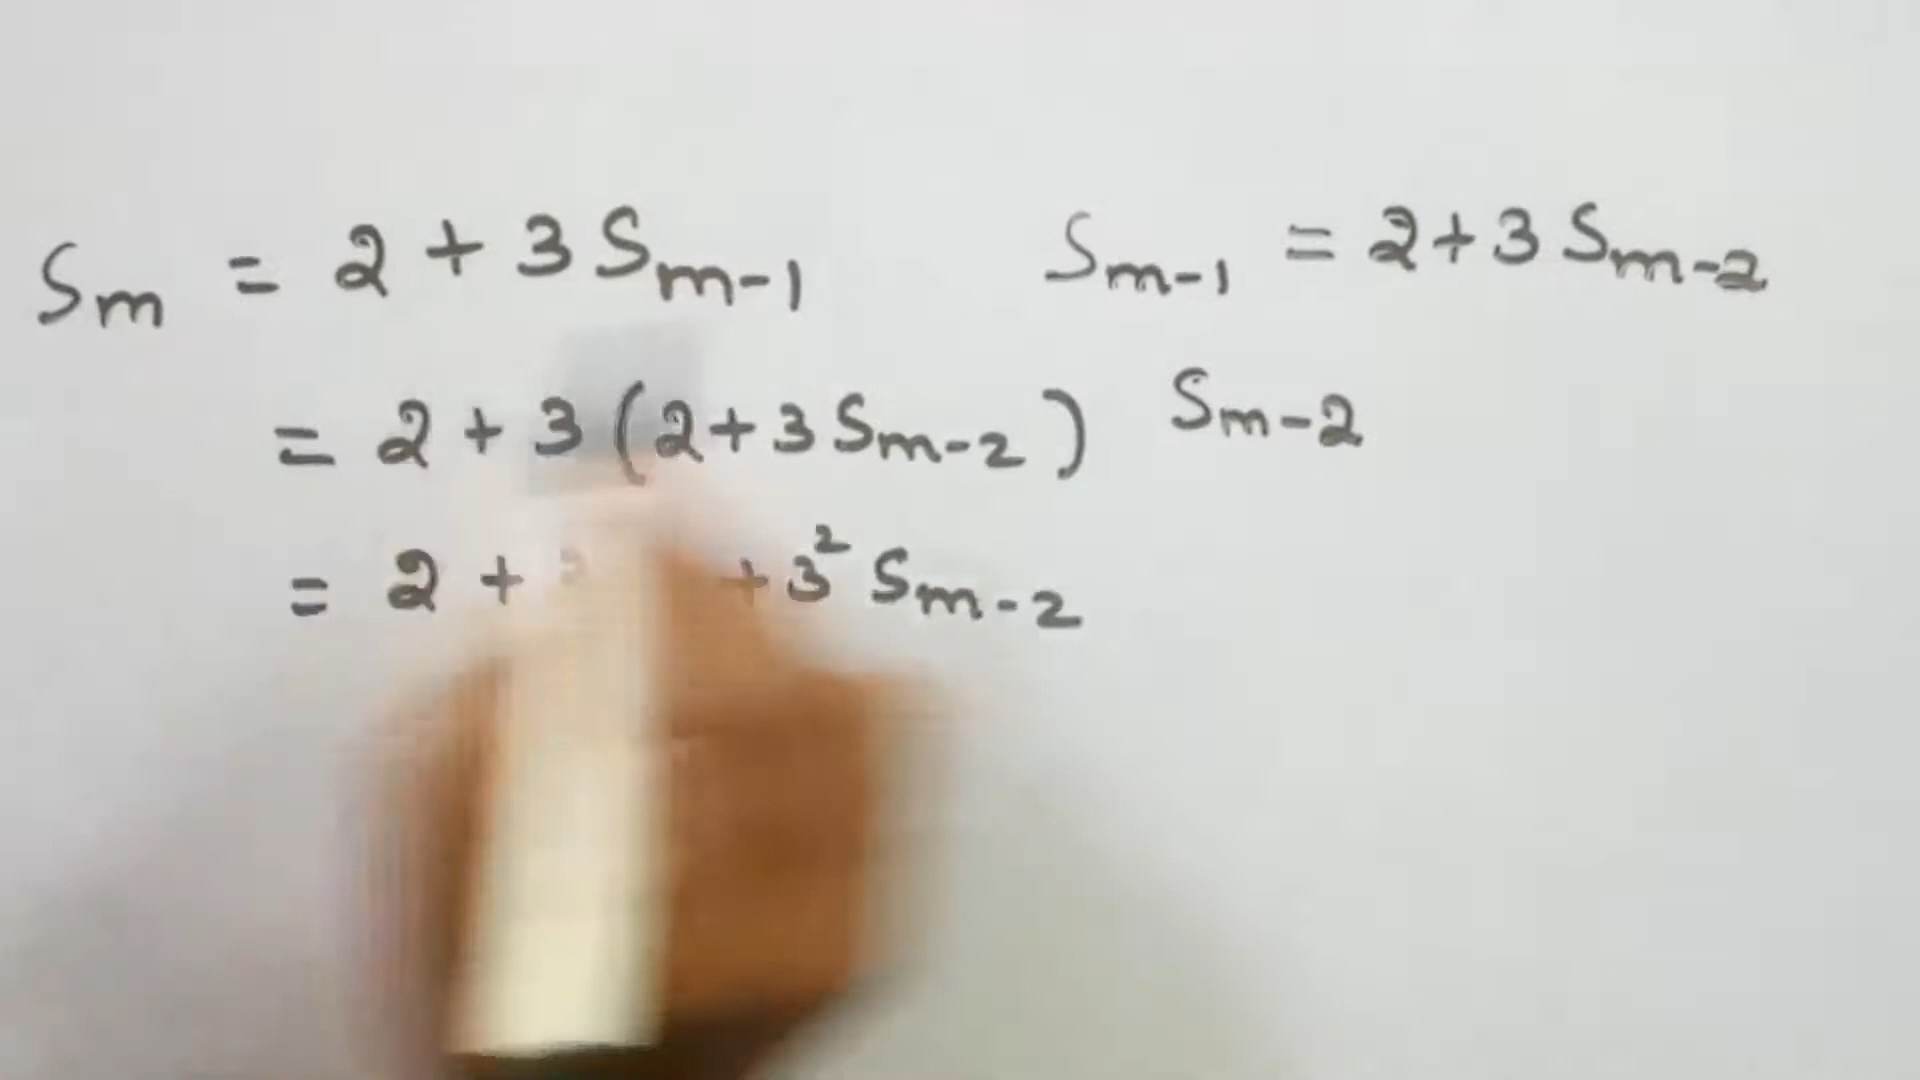 Sm = 2 + 3 Sm-1 Sm-1 = 2+3 Sm-2
= 2 + 3 (2+3 Sm-2) Sm-2
= 2 + + 3² Sm-2